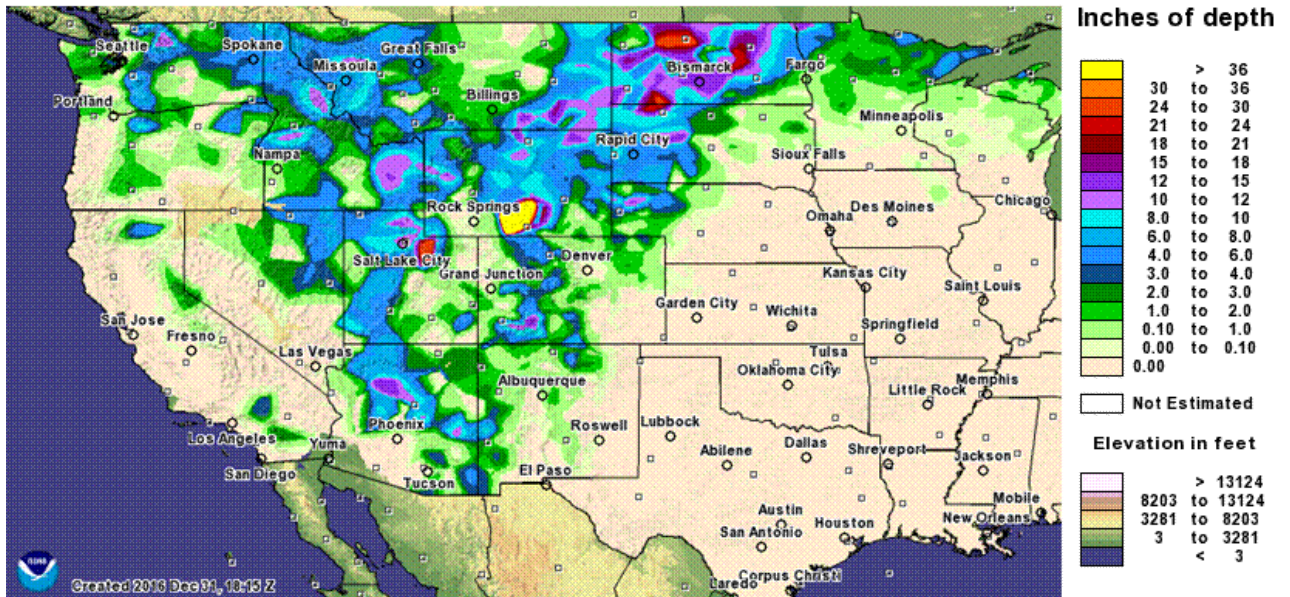 Inches of depth
Seattle
Spokane
Great Falls
Missoula
Bismarck
Fargo
Portland
Billings
Minneapolis
Rapid City
Nampa
Sioux Falls
Rock Springs
Des Moines
Chicago
Omaha
Salt Lake City
Grand Junction
Denver
Kansas City
Saint Louis
Garden City
Wichita
San Jose
Fresno
Springfield
Las Vegas
Tulsa
Oklahoma City
Albuquerque
Little Rock
Memphis
Phoenix
Roswell
Lubbock
Los Angeles
Yuma
Abilene
Dallas
Shreveport
Jackson
San Diego
Tucson
El Paso
Mobile
Austin
New Orleans
San Antonio
Houston
Corpus Christi
Laredo
Created 2016 Dec 31, 18:15 Z
> 36
30 to 36
24 to 30
21 to 24
18 to 21
15 to 18
12 to 15
10 to 12
8.0 to 10
6.0 to 8.0
4.0 to 6.0
3.0 to 4.0
2.0 to 3.0
1.0 to 2.0
0.10 to 1.0
0.00 to 0.10
0.00
Not Estimated
Elevation in feet
> 13124
8203 to 13124
3281 to 8203
3 to 3281
< 3